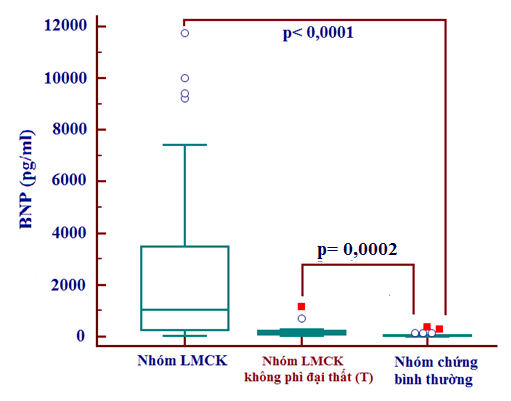 12000
10000
8000
6000
4000
2000
0
BNP (pg/ml)
p< 0,0001
p= 0,0002
Nhóm LMCK
Nhóm LMCK
không phì đại thất (T)
Nhóm chứng
bình thường